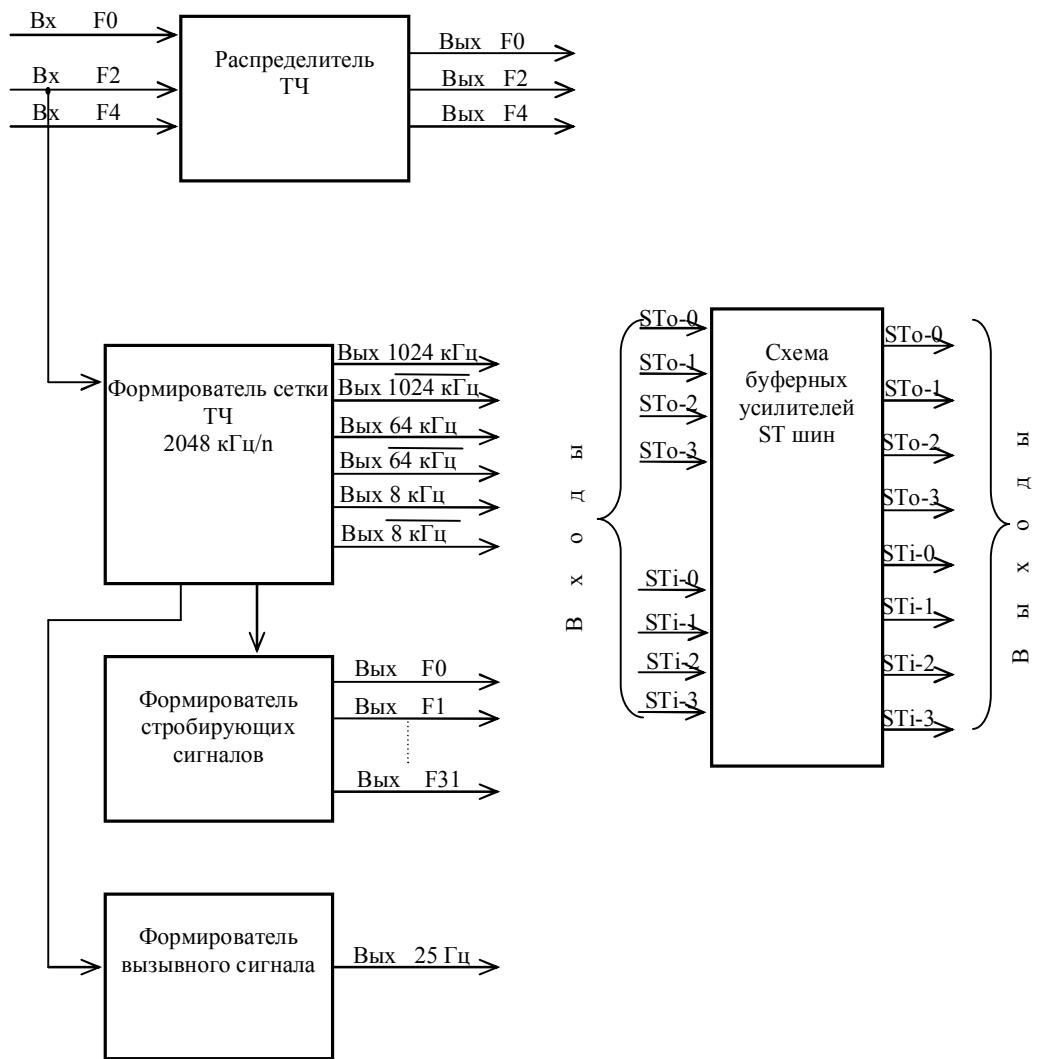 Вх F0
Вх F2
Вх F4
Распределитель
ТЧ
Вых F0
Вых F2
Вых F4
Формирователь сетки
ТЧ
2048 кГц/n
Вых 1024 кГц
Вых 1024 кГц
Вых 64 кГц
Вых 64 кГц
Вых 8 кГц
Вых 8 кГц
Формирователь
стробирующих
сигналов
Вых F0
Вых F1
Вых F31
Формирователь
вызывного сигнала
Вых 25 Гц
Входы
STo-0
STo-1
STo-2
STo-3
STi-0
STi-1
STi-2
STi-3
Схема
буферных
усилителей
ST шин
STo-0
STo-1
STo-2
STo-3
STi-0
STi-1
STi-2
STi-3
Выходы